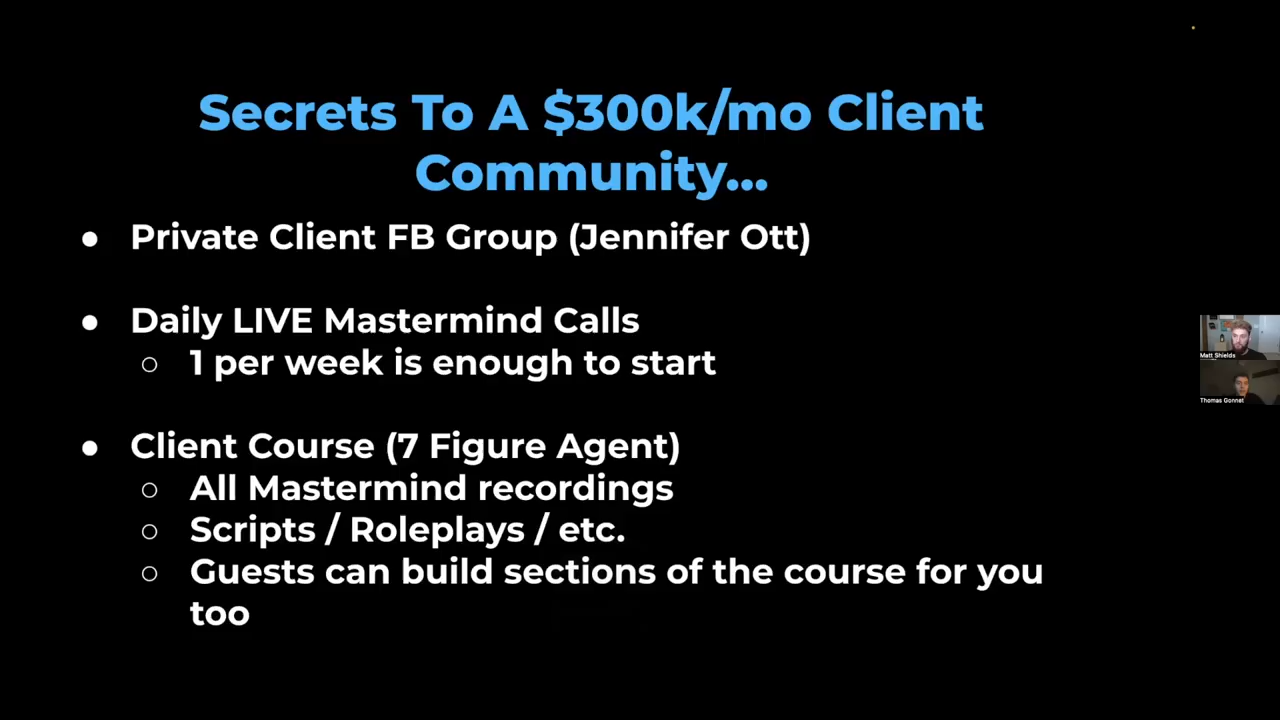 Secrets To A $300k/mo Client
Community...
● Private Client FB Group (Jennifer Ott)
● Daily LIVE Mastermind Calls
○ 1 per week is enough to start
● Client Course (7 Figure Agent)
○ All Mastermind recordings
○ Scripts / Roleplays / etc.
○ Guests can build sections of the course for you
too
Matt Shields
Thomas Gonnet